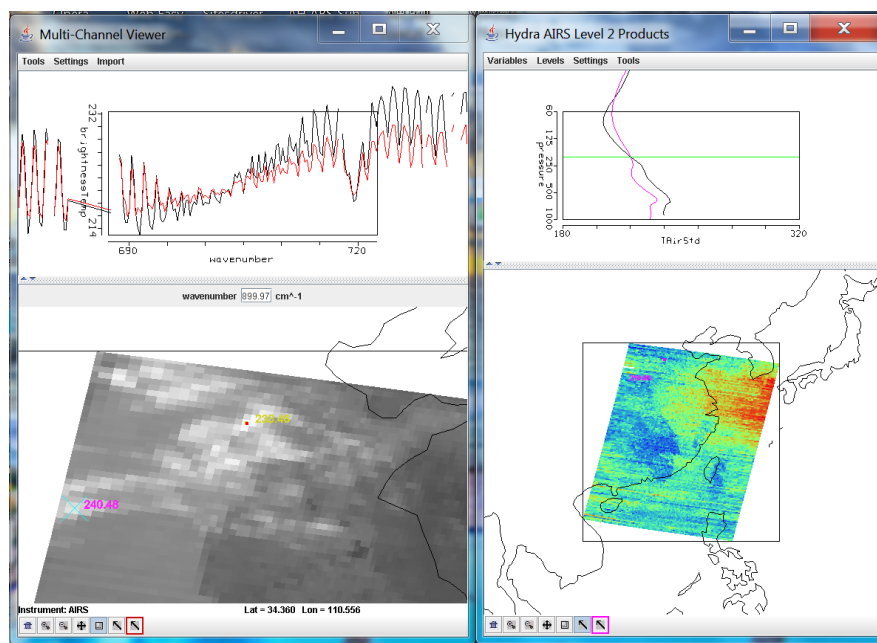 Multi-Channel Viewer
Tools Settings Import
232
brightnessTemp
214
690
720
wavenumber
wavenumber 899.97 cm^-1
240.48
Instrument: AIRS
Lat = 34.360 Lon = 110.556
Hydra AIRS Level 2 Products
Variables Levels Settings Tools
60
125
250
500
1000
pressure
180
320
TAirStd